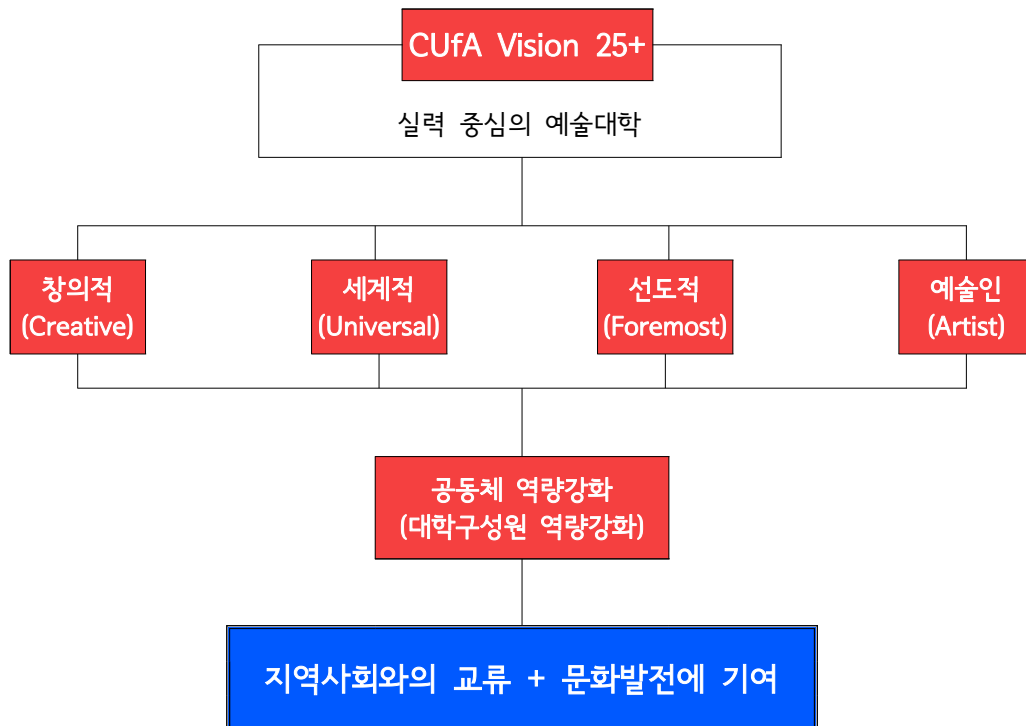 CUfA Vision 25+
실력 중심의 예술대학
창의적
(Creative)
세계적
(Universal)
선도적
(Foremost)
예술인
(Artist)
공동체 역량강화
(대학구성원 역량강화)
지역사회와의 교류 + 문화발전에 기여